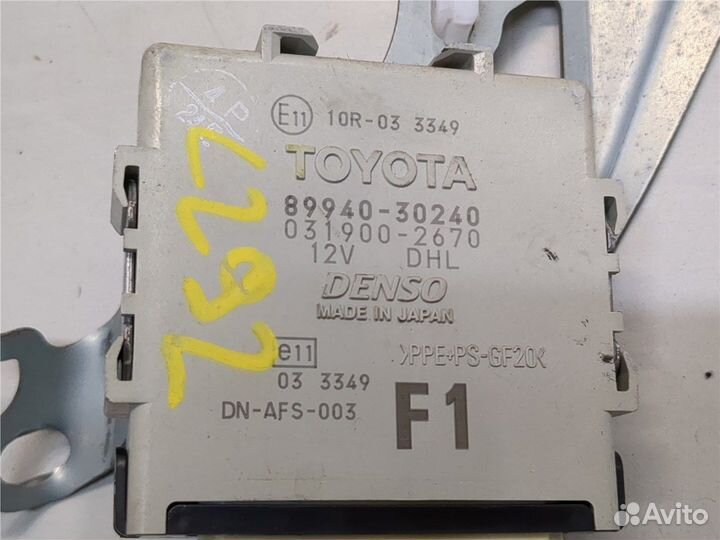 E11 10R-03 3349
TOYOTA
89940-30240
031900-2670
12V DHL
DENSO
MADE IN JAPAN
e11 >PPE+PS-GF20<
03 3349
DN-AFS-003 F1
Avito